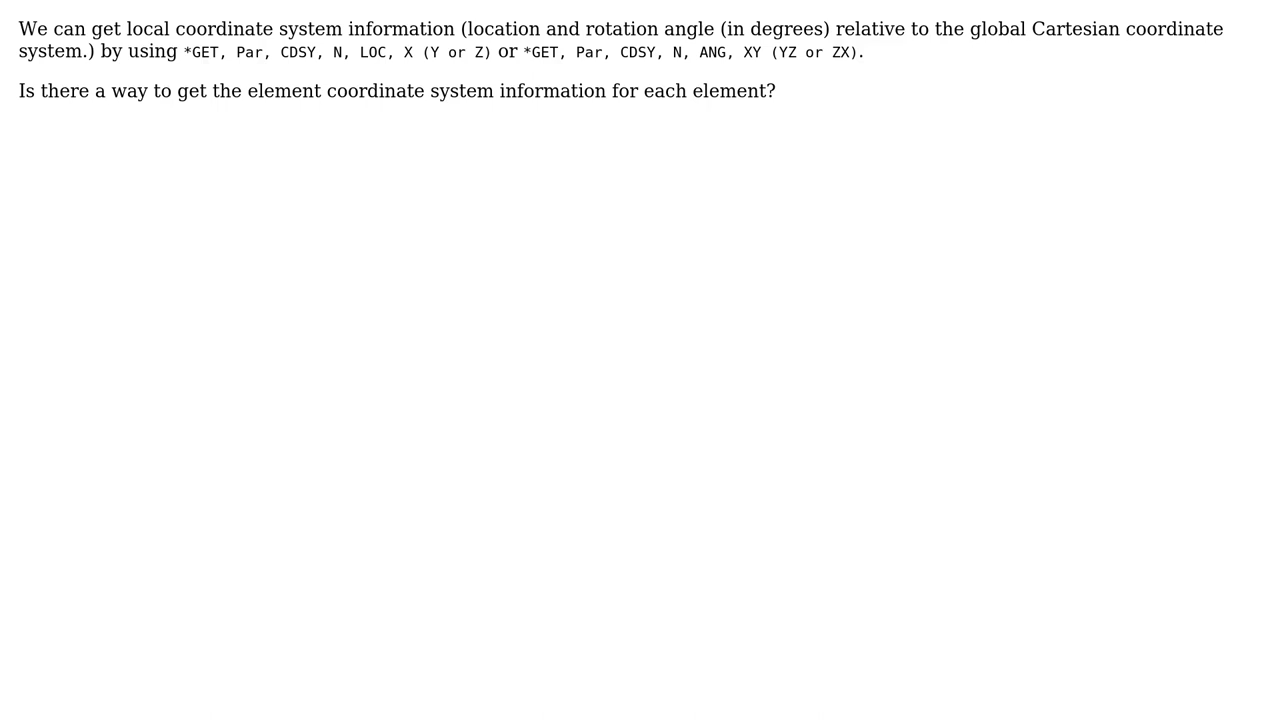 We can get local coordinate system information (location and rotation angle (in degrees) relative to the global Cartesian coordinate
system.) by using *GET, Par, CDSY, N, LOC, X (Y or Z) or *GET, Par, CDSY, N, ANG, XY (YZ or ZX).
Is there a way to get the element coordinate system information for each element?